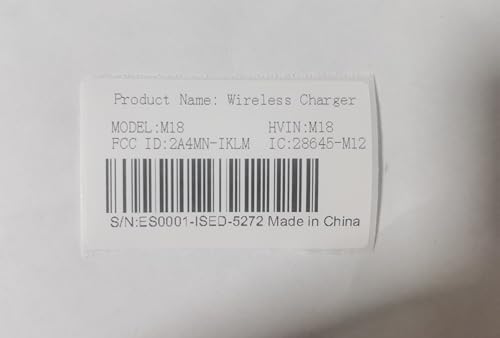 Product Name: Wireless Charger
MODEL:M18 HVIN:M18
FCC ID:2A4MN-IKLM IC:28645-M12
S/N:ES0001-ISED-5272 Made in China